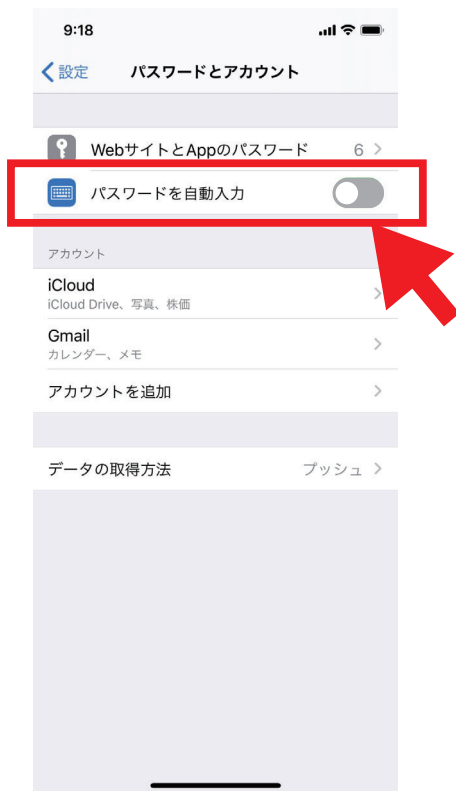 9:18
設定 パスワードとアカウント
WebサイトとAppのパスワード 6
パスワードを自動入力
アカウント
iCloud
iCloud Drive、写真、株価
Gmail
カレンダー、メモ
アカウントを追加
データの取得方法 プッシュ